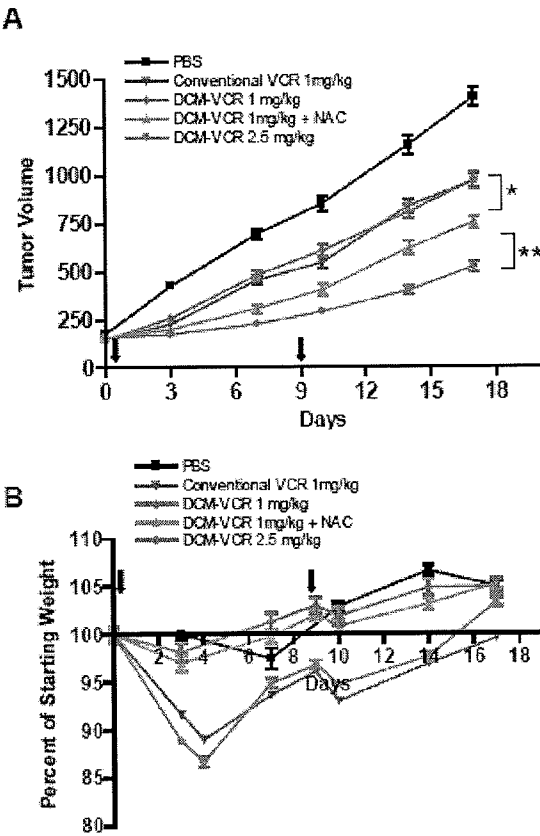 A
PBS
Conventional VCR 1mg/kg
DCM-VCR 1 mg/kg
DCM-VCR 1mg/kg + NAC
DCM-VCR 2.5 mg/kg
Tumor Volume
1500
1250
1000
750
500
250
0
*
**
0 3 6 9 12 15 18
Days
B
PBS
Conventional VCR 1mg/kg
DCM-VCR 1 mg/kg
DCM-VCR 1mg/kg + NAC
DCM-VCR 2.5 mg/kg
Percent of Starting Weight
110
105
100
95
90
85
80
2 4 6 8 10 12 14 16 18
Days